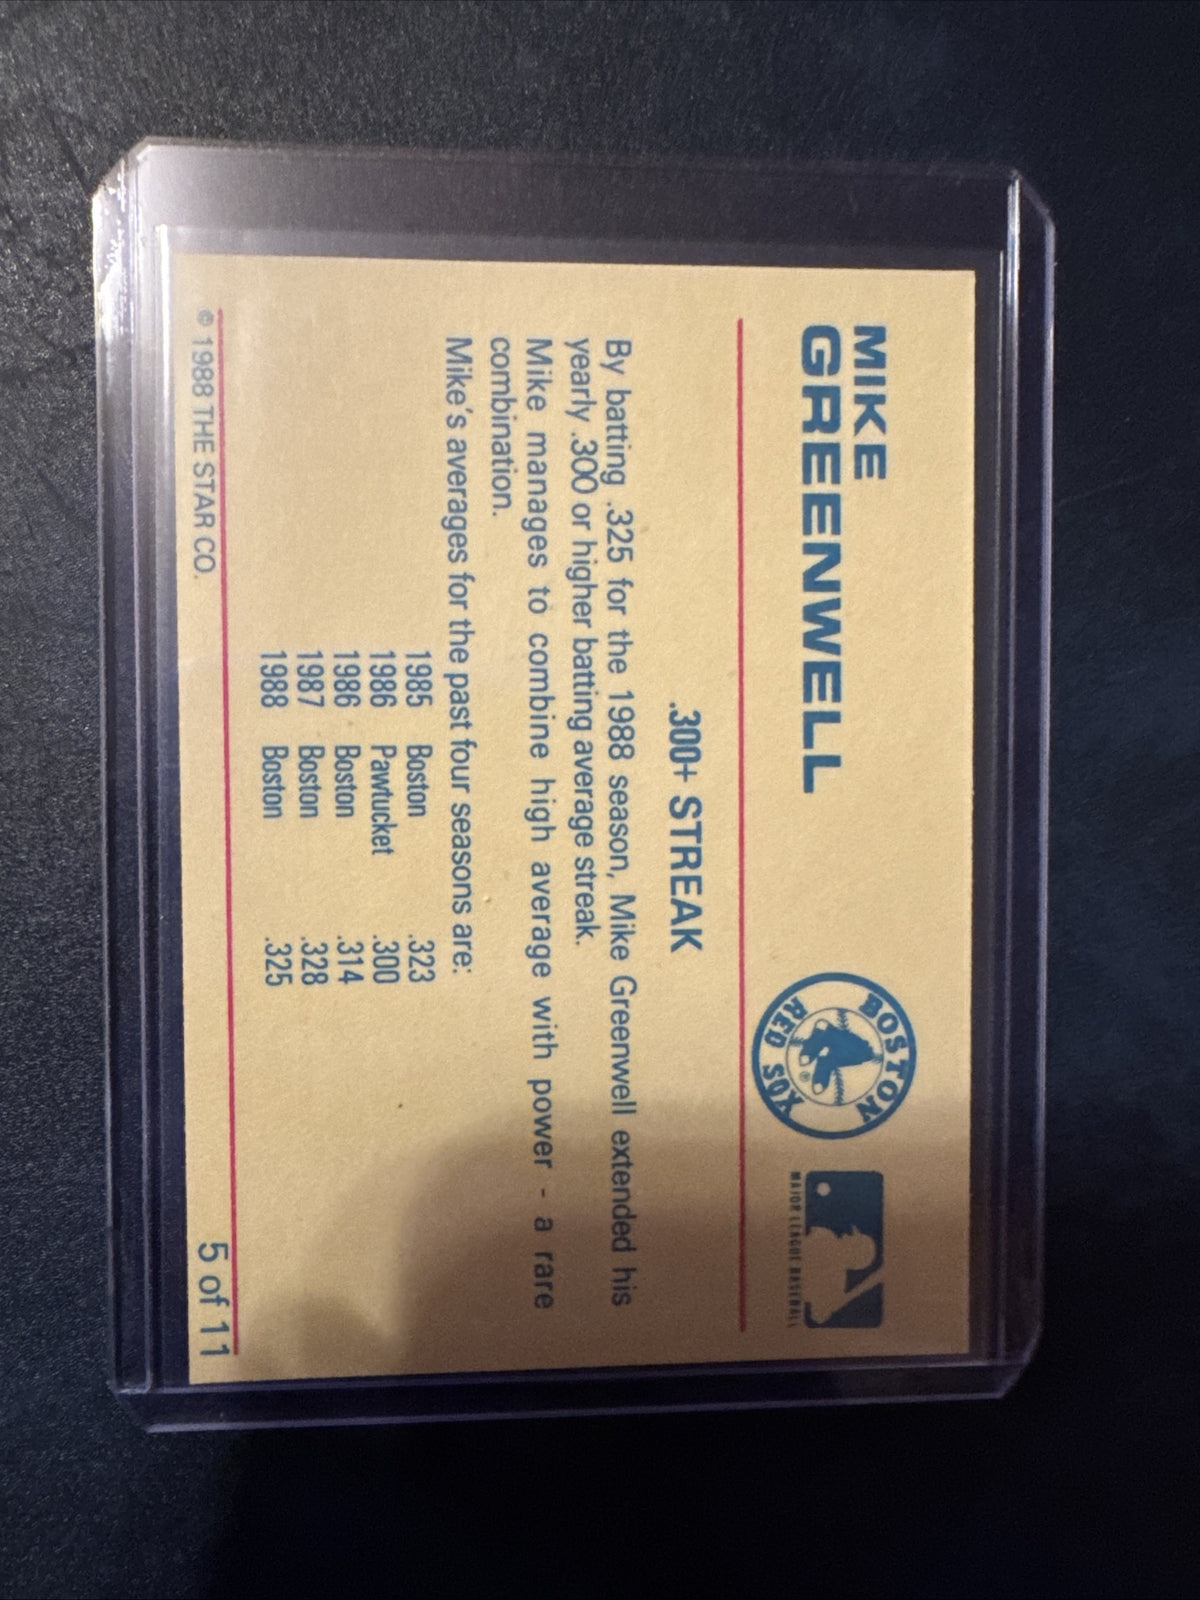 MIKE
GREENWELL
BOSTON
RED SOX
®
MAJOR LEAGUE BASEBALL
.300+ STREAK
By batting .325 for the 1988 season, Mike Greenwell extended his
yearly .300 or higher batting average streak.
Mike manages to combine high average with power - a rare
combination.
Mike's averages for the past four seasons are:
1985 Boston .323
1986 Pawtucket .300
1986 Boston .314
1987 Boston .328
1988 Boston .325
© 1988 THE STAR CO.
5 of 11